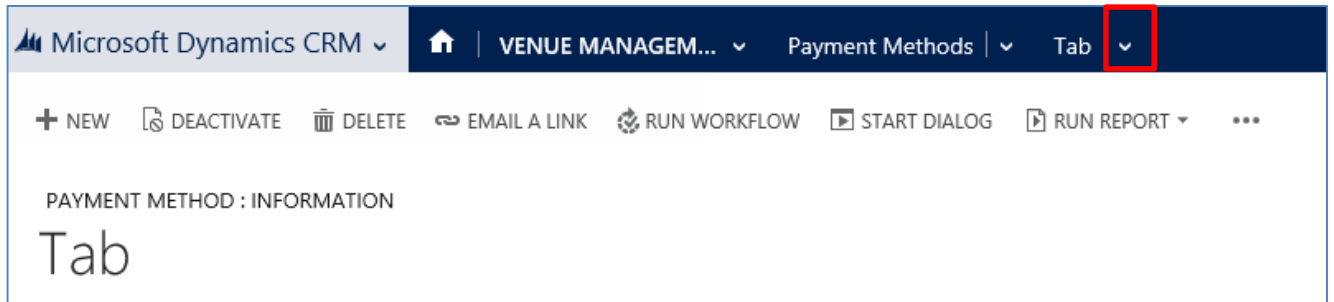 Microsoft Dynamics CRM VENUE MANAGEM... Payment Methods Tab
NEW DEACTIVATE DELETE EMAIL A LINK RUN WORKFLOW START DIALOG RUN REPORT ...
PAYMENT METHOD : INFORMATION
Tab